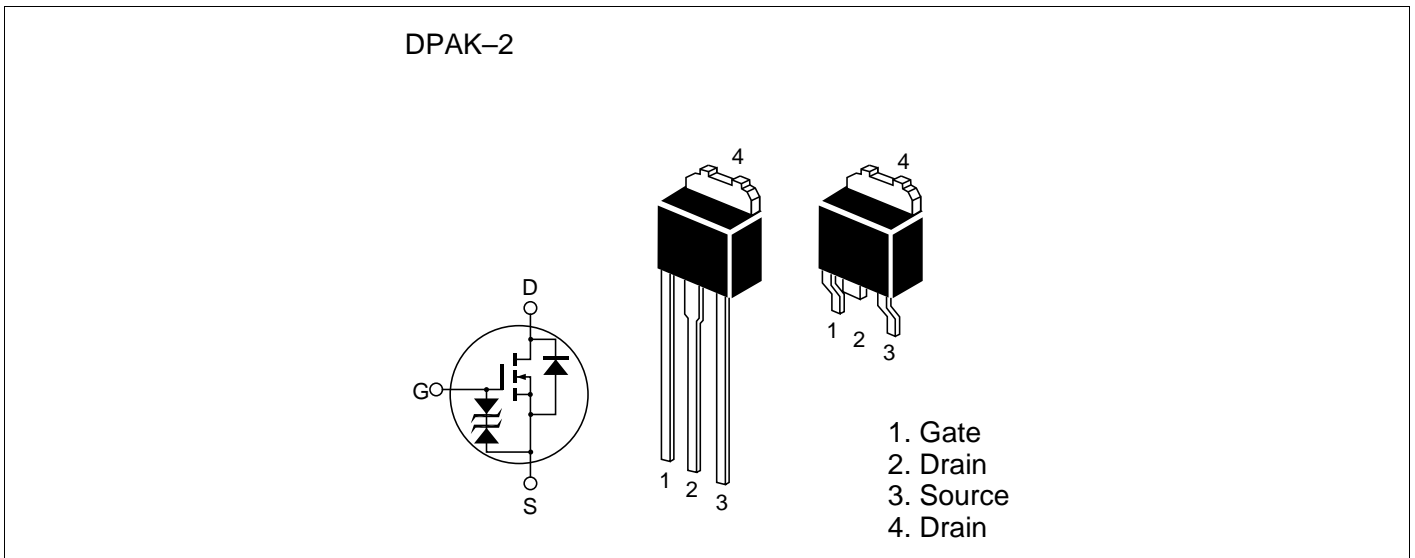 DPAK–2
4
4
D
G
S
1
2
3
1
2
3
1. Gate
2. Drain
3. Source
4. Drain